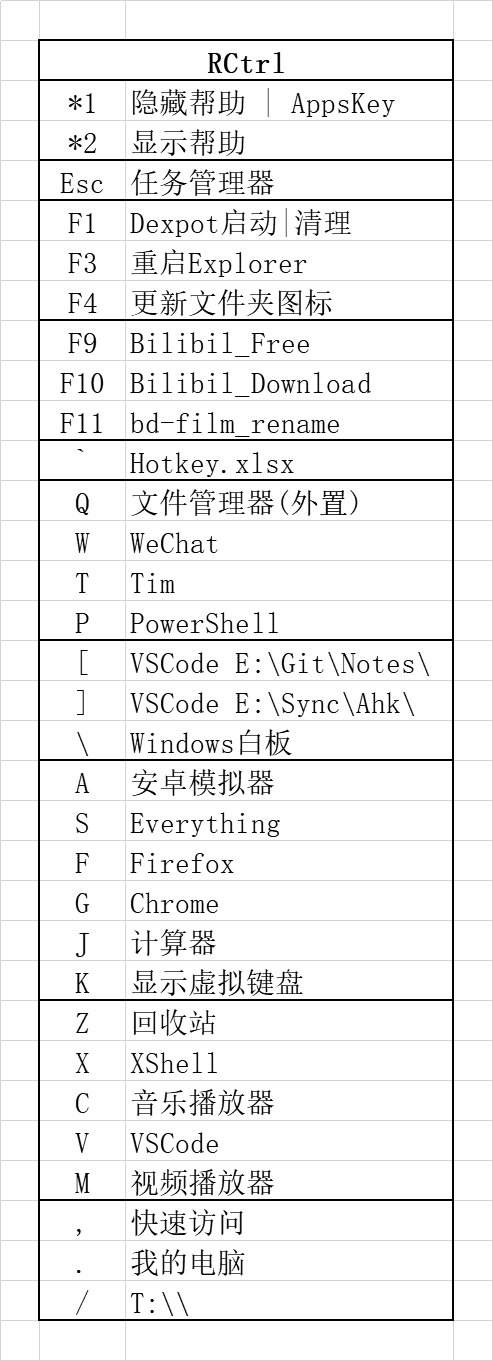 RCtrl
*1 隐藏帮助 | AppsKey
*2 显示帮助
Esc 任务管理器
F1 Dexpot启动|清理
F3 重启Explorer
F4 更新文件夹图标
F9 Bilibil_Free
F10 Bilibil_Download
F11 bd-film_rename
` Hotkey.xlsx
Q 文件管理器(外置)
W WeChat
T Tim
P PowerShell
[ VSCode E:\Git\Notes\
] VSCode E:\Sync\Ahk\
\ Windows白板
A 安卓模拟器
S Everything
F Firefox
G Chrome
J 计算器
K 显示虚拟键盘
Z 回收站
X XShell
C 音乐播放器
V VSCode
M 视频播放器
, 快速访问
. 我的电脑
/ T:\\